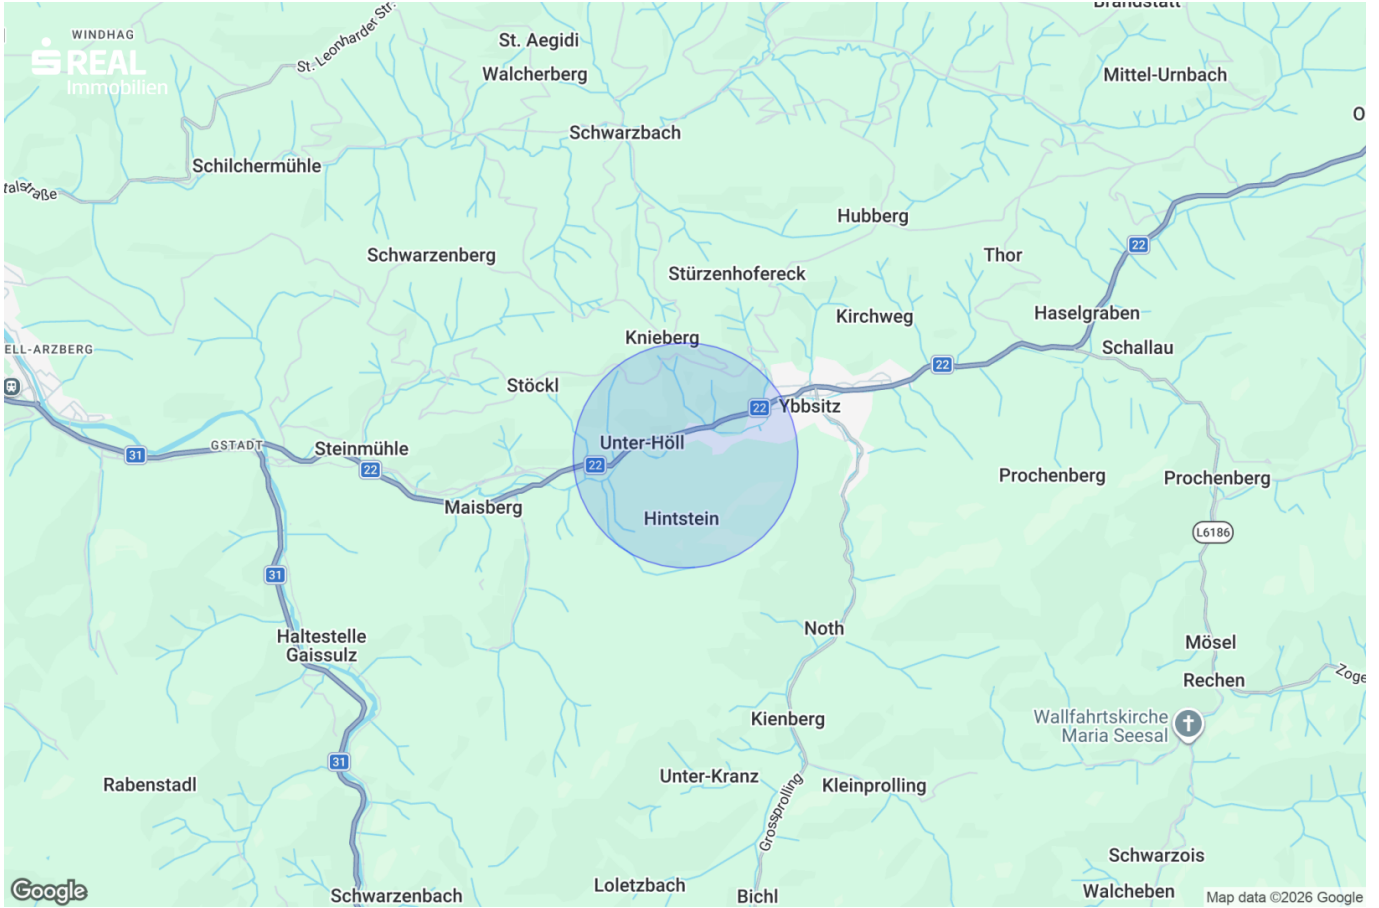 Brandstatt
WINDHAG
St. Leonharder Str.
St. Aegidi
REAL
Immobilien
Walcherberg
Mittel-Urnbach
O
Schwarzbach
Schilchermühle
talstraße
Hubberg
22
Schwarzenberg
Thor
Stürzenhofereck
Haselgraben
Kirchweg
Knieberg
ELL-ARZBERG
Schallau
22
Stöckl
22
Ybbsitz
Unter-Höll
GSTADT
Steinmühle
31
22
22
Prochenberg
Prochenberg
Maisberg
Hintstein
L6186
31
Noth
Haltestelle
Gaissulz
Mösel
Rechen
Zoge
Kienberg
Wallfahrtskirche
Maria Seesal
31
Unter-Kranz
Rabenstadl
Kleinprolling
Grossprolling
Schwarzois
Loletzbach
Walcheben
Schwarzenbach
Bichl
Google
Map data ©2026 Google